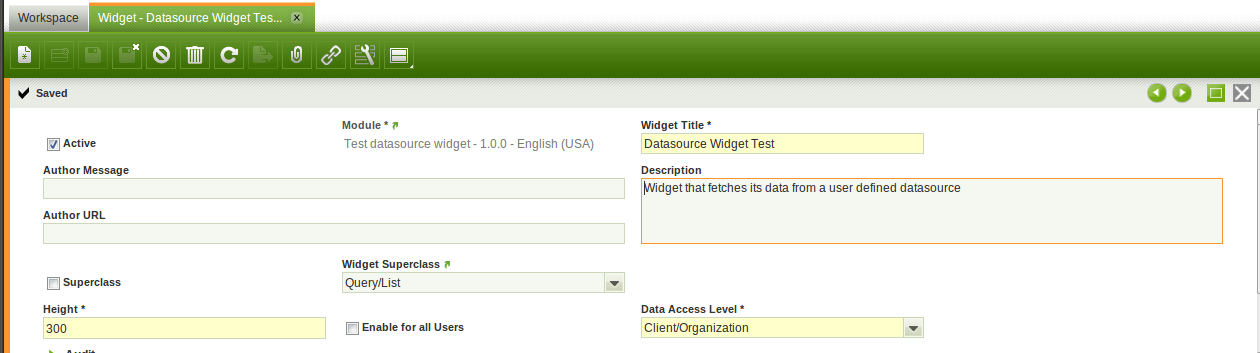 Workspace
Widget - Datasource Widget Tes...
Saved
Active
Module *
Test datasource widget - 1.0.0 - English (USA)
Widget Title *
Datasource Widget Test
Author Message
Description
Widget that fetches its data from a user defined datasource
Author URL
Superclass
Widget Superclass
Query/List
Height *
300
Enable for all Users
Data Access Level *
Client/Organization
Audit